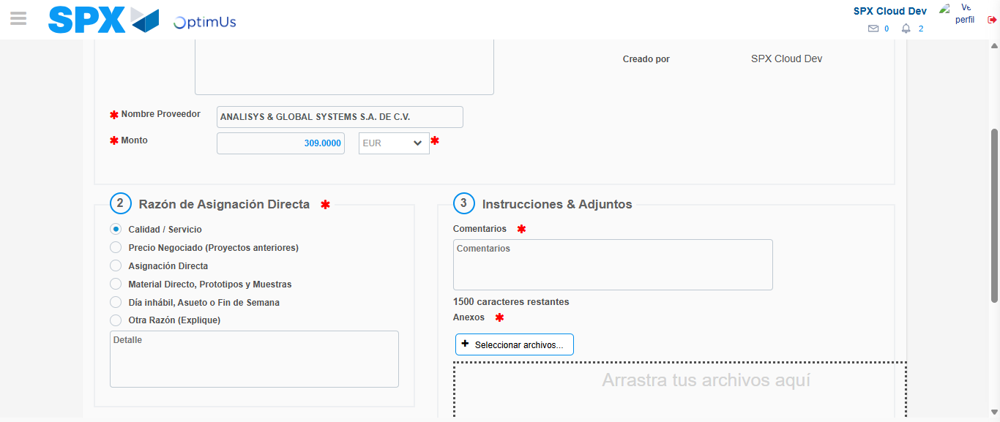 SPX
OptimUs
SPX Cloud Dev
0
2
Ve
perfil
Creado por
SPX Cloud Dev
Nombre Proveedor
ANALISYS & GLOBAL SYSTEMS S.A. DE C.V.
Monto
309.0000
EUR
2
Razón de Asignación Directa
Calidad / Servicio
Precio Negociado (Proyectos anteriores)
Asignación Directa
Material Directo, Prototipos y Muestras
Día inhábil, Asueto o Fin de Semana
Otra Razón (Explique)
Detalle
3
Instrucciones & Adjuntos
Comentarios
Comentarios
1500 caracteres restantes
Anexos
+ Seleccionar archivos...
Arrastra tus archivos aquí